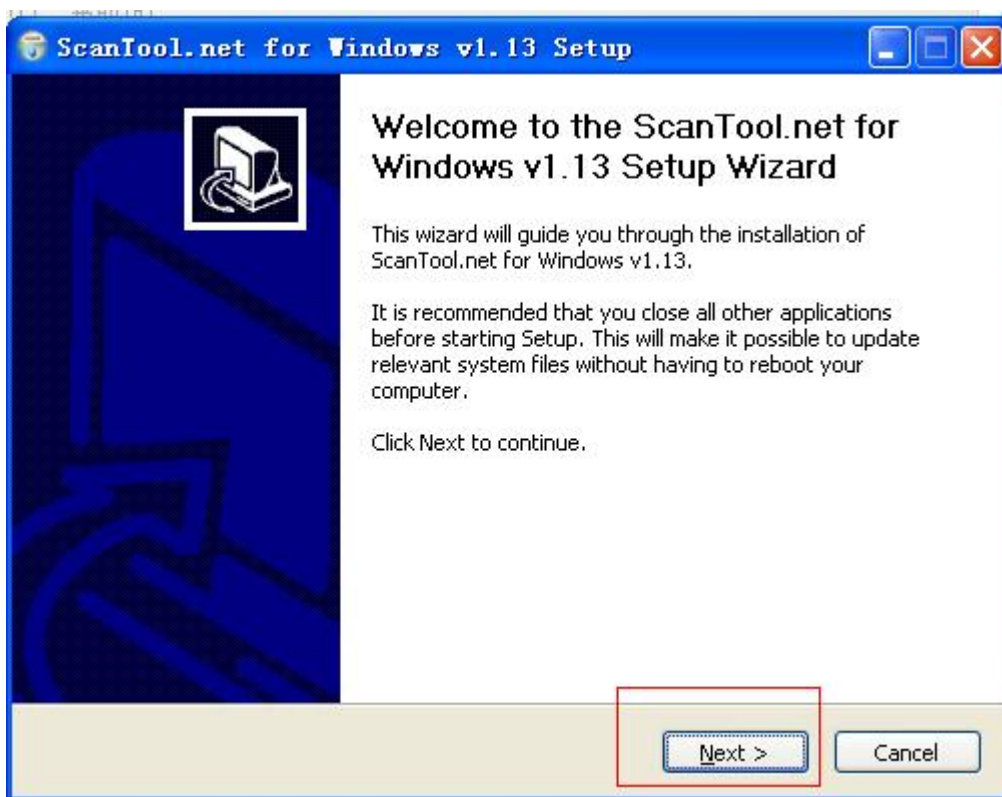 ScanTool.net for Windows v1.13 Setup
Welcome to the ScanTool.net for
Windows v1.13 Setup Wizard
This wizard will guide you through the installation of
ScanTool.net for Windows v1.13.
It is recommended that you close all other applications
before starting Setup. This will make it possible to update
relevant system files without having to reboot your
computer.
Click Next to continue.
Next >
Cancel